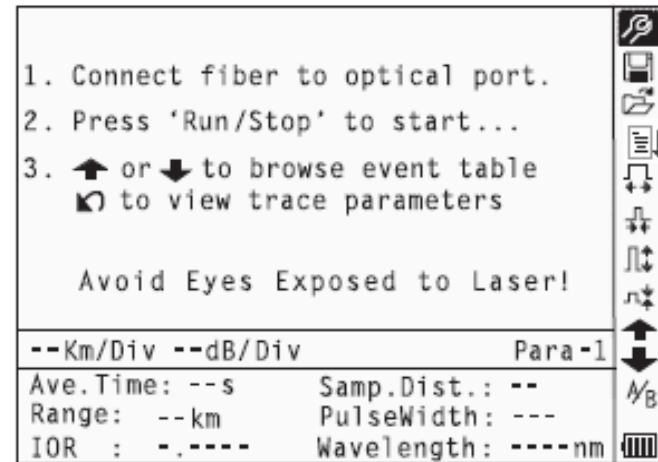 1. Connect fiber to optical port.
2. Press ‘Run/Stop’ to start...
3. ↑ or ↓ to browse event table
to view trace parameters
Avoid Eyes Exposed to Laser!
--Km/Div --dB/Div Para-1
Ave.Time: --s Samp.Dist.: --
Range: --km PulseWidth: ---
IOR : -.---- Wavelength: ----nm
A/B